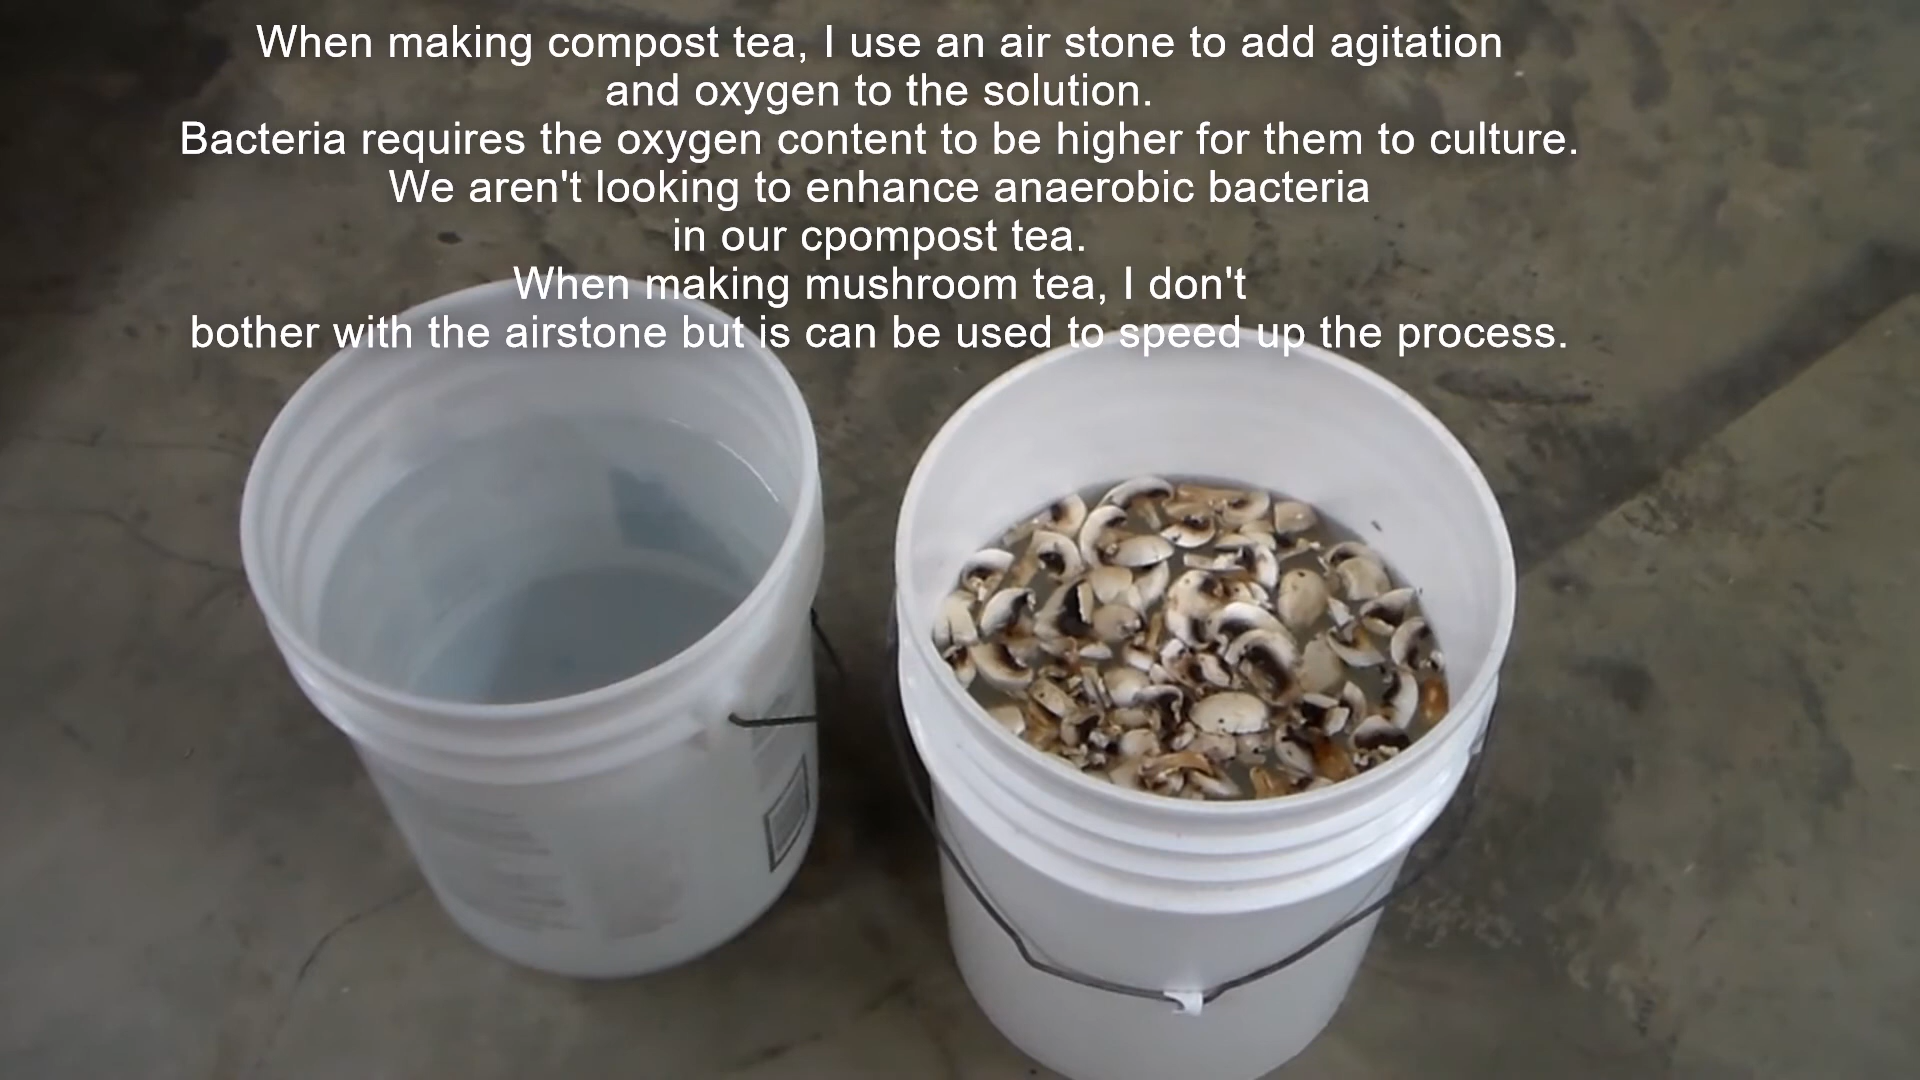 When making compost tea, I use an air stone to add agitation
and oxygen to the solution.
Bacteria requires the oxygen content to be higher for them to culture.
We aren't looking to enhance anaerobic bacteria
in our cpompost tea.
When making mushroom tea, I don't
bother with the airstone but is can be used to speed up the process.